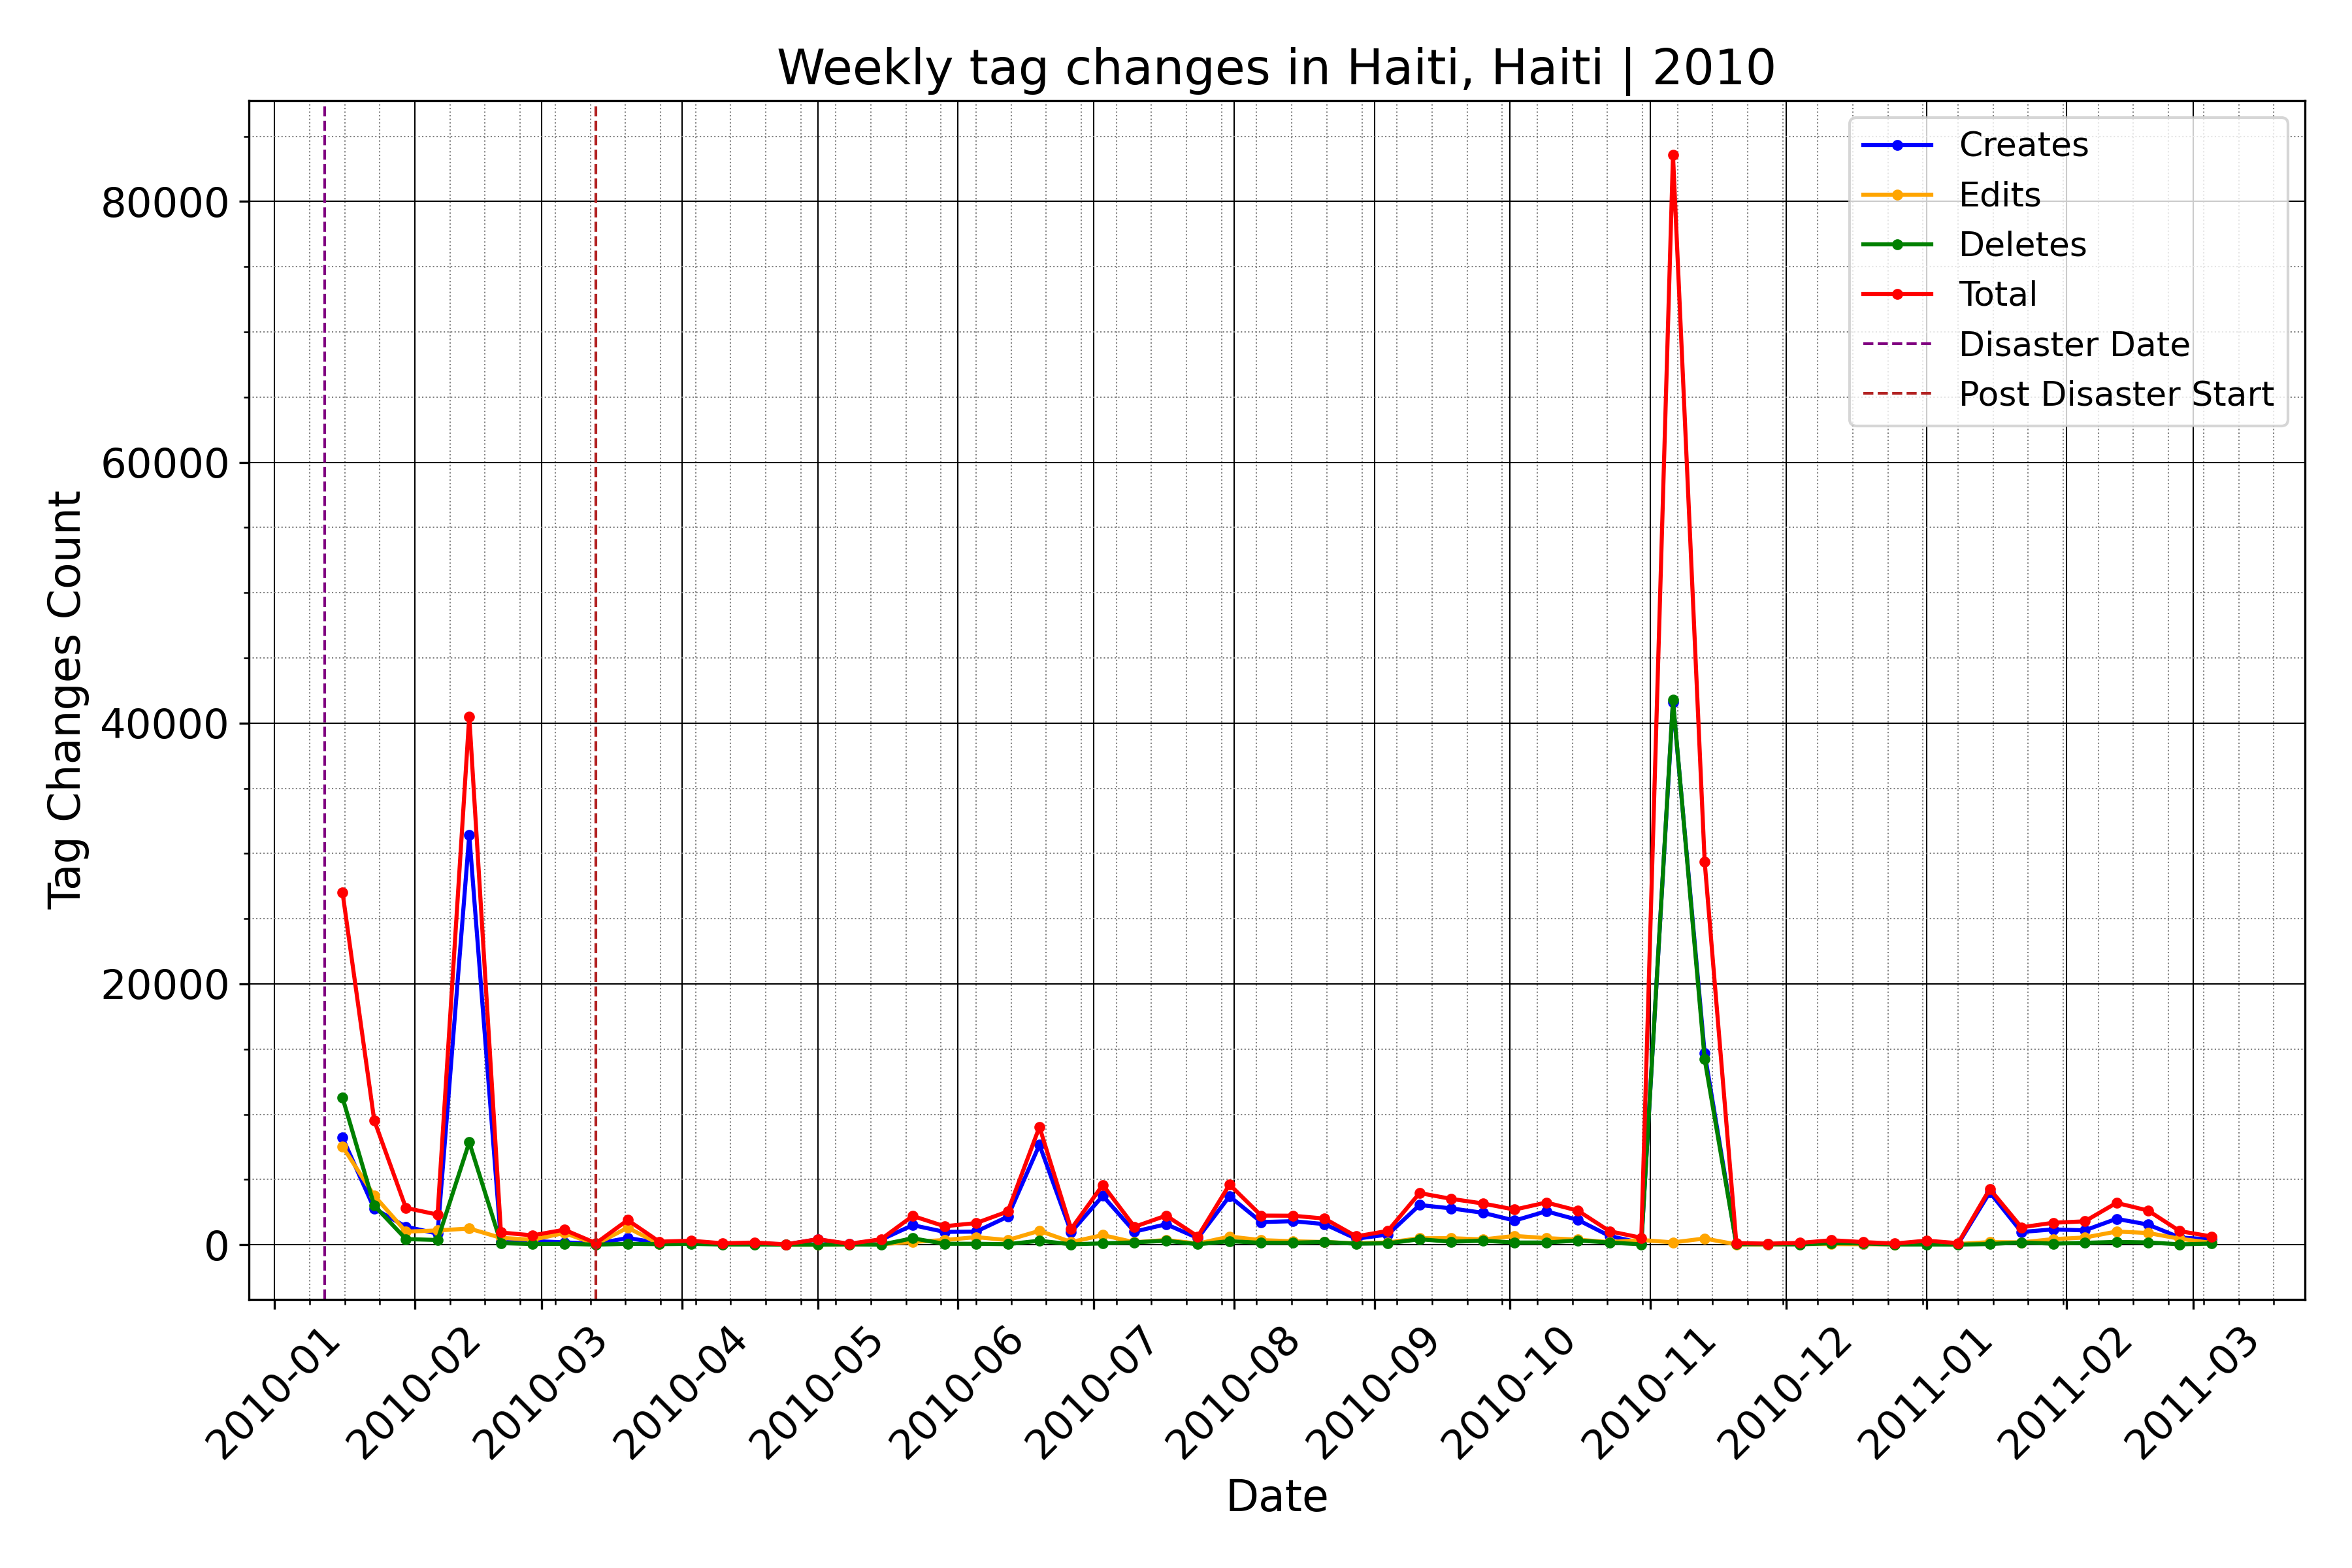 Weekly tag changes in Haiti, Haiti | 2010
Creates
Edits
Deletes
Total
Disaster Date
Post Disaster Start
Tag Changes Count
80000
60000
40000
20000
0
2010-01
2010-02
2010-03
2010-04
2010-05
2010-06
2010-07
2010-08
2010-09
2010-10
2010-11
2010-12
2011-01
2011-02
2011-03
Date